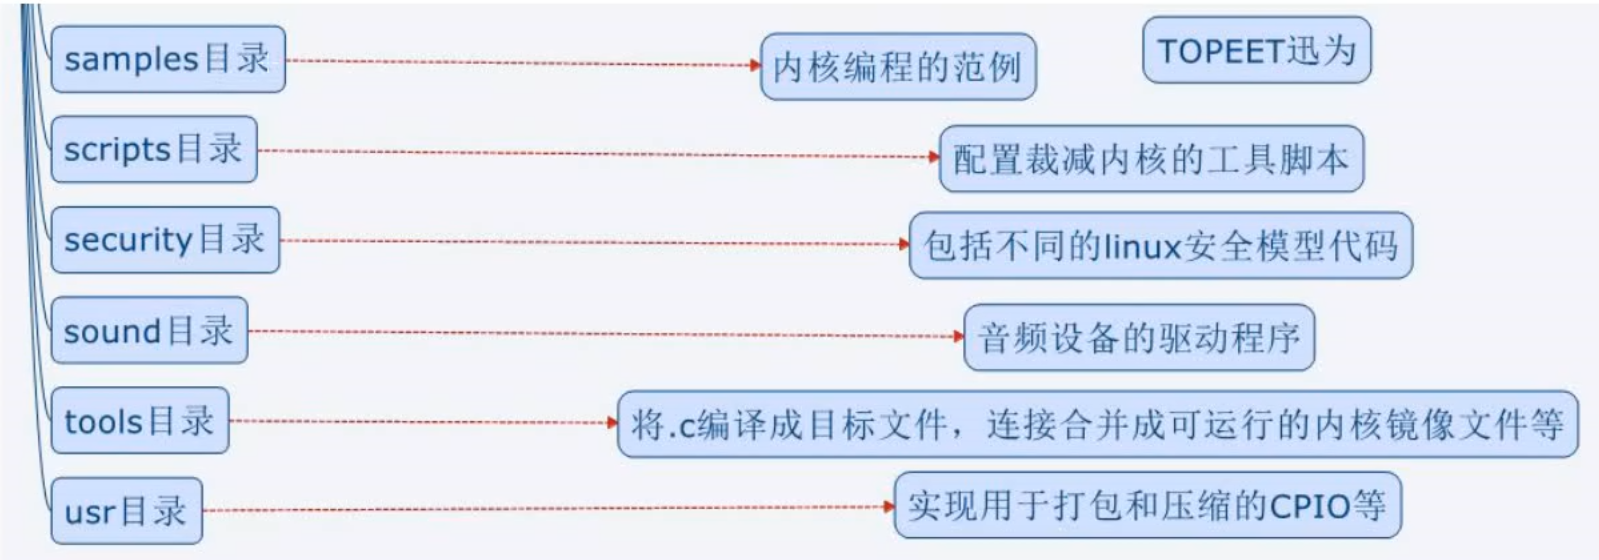 samples目录
内核编程的范例
TOPEET迅为
scripts目录
配置裁减内核的工具脚本
security目录
包括不同的linux安全模型代码
sound目录
音频设备的驱动程序
tools目录
将.c编译成目标文件，连接合并成可运行的内核镜像文件等
usr目录
实现用于打包和压缩的CPIO等